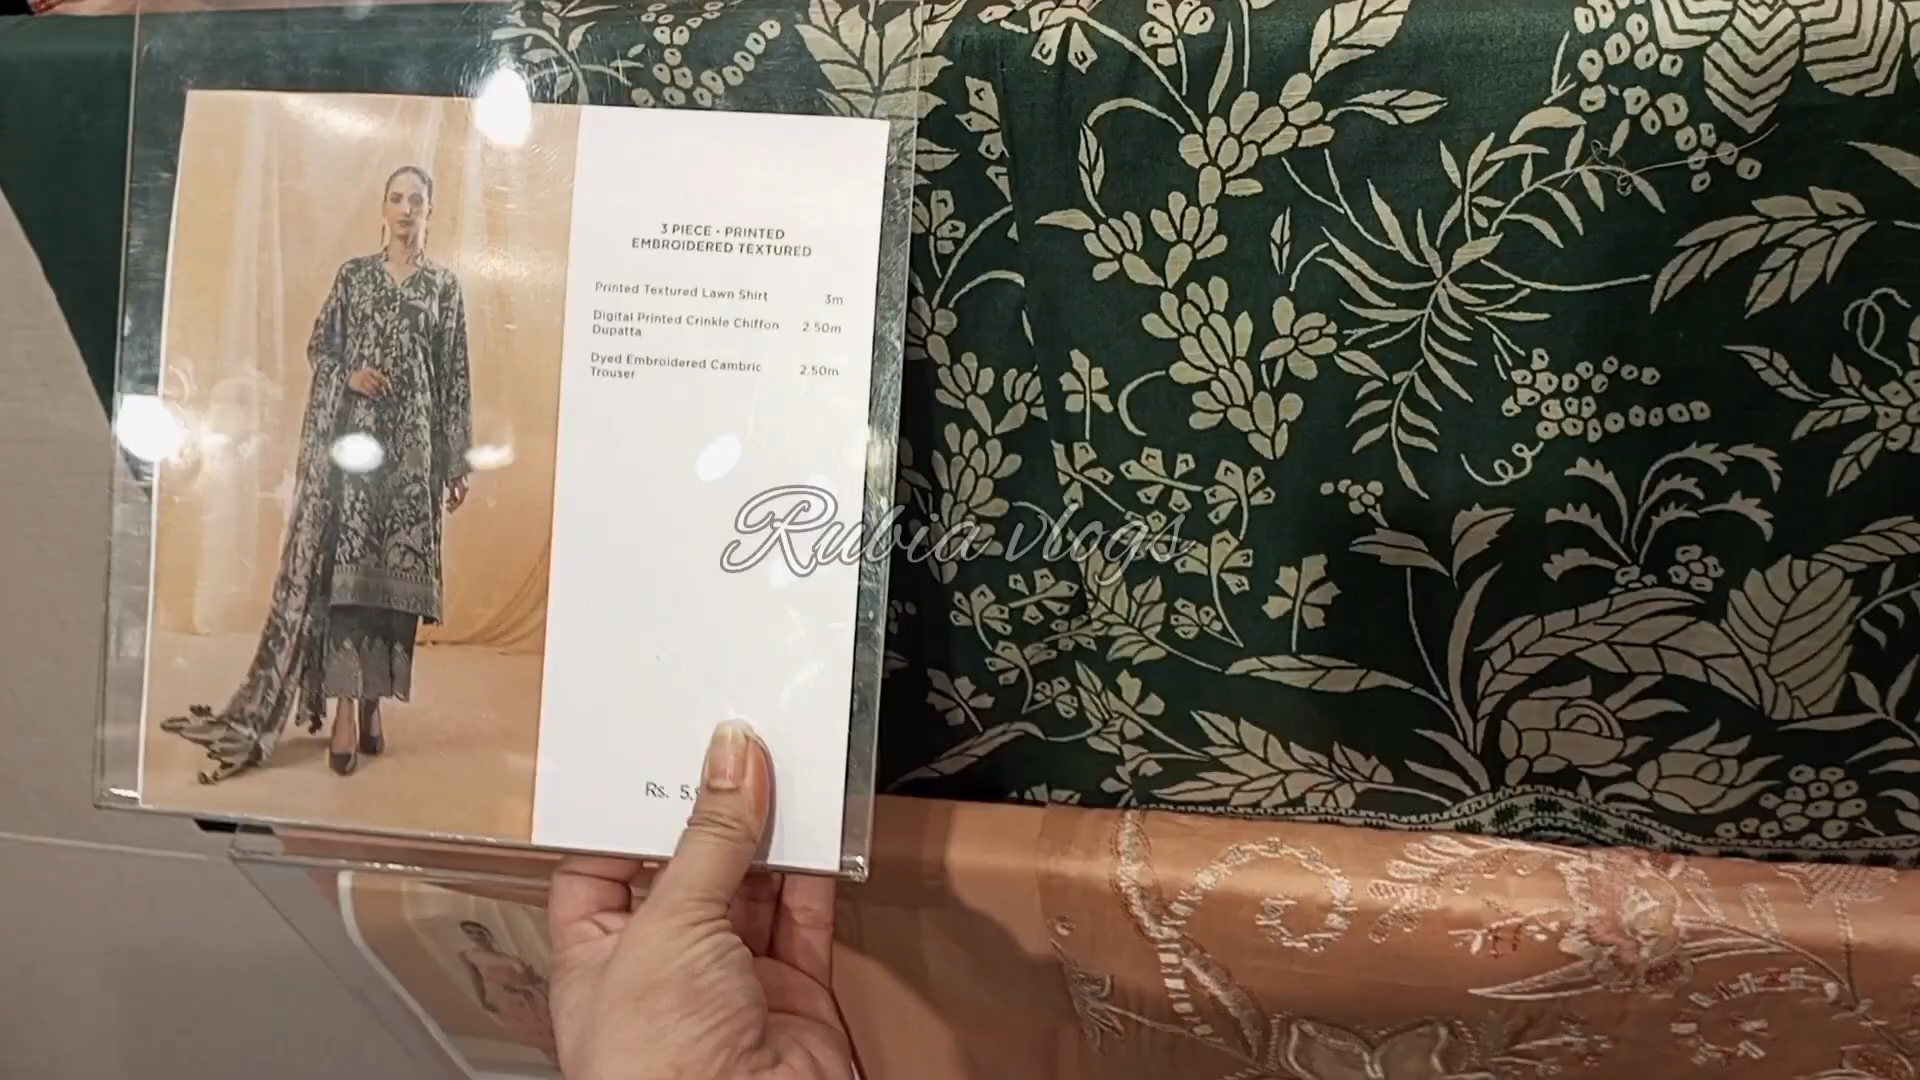 3 PIECE - PRINTED
EMBROIDERED TEXTURED
Printed Textured Lawn Shirt 3m
Digital Printed Crinkle Chiffon 2.50m
Dupatta
Dyed Embroidered Cambric 2.50m
Trouser
Rubia vlogs
Rs.